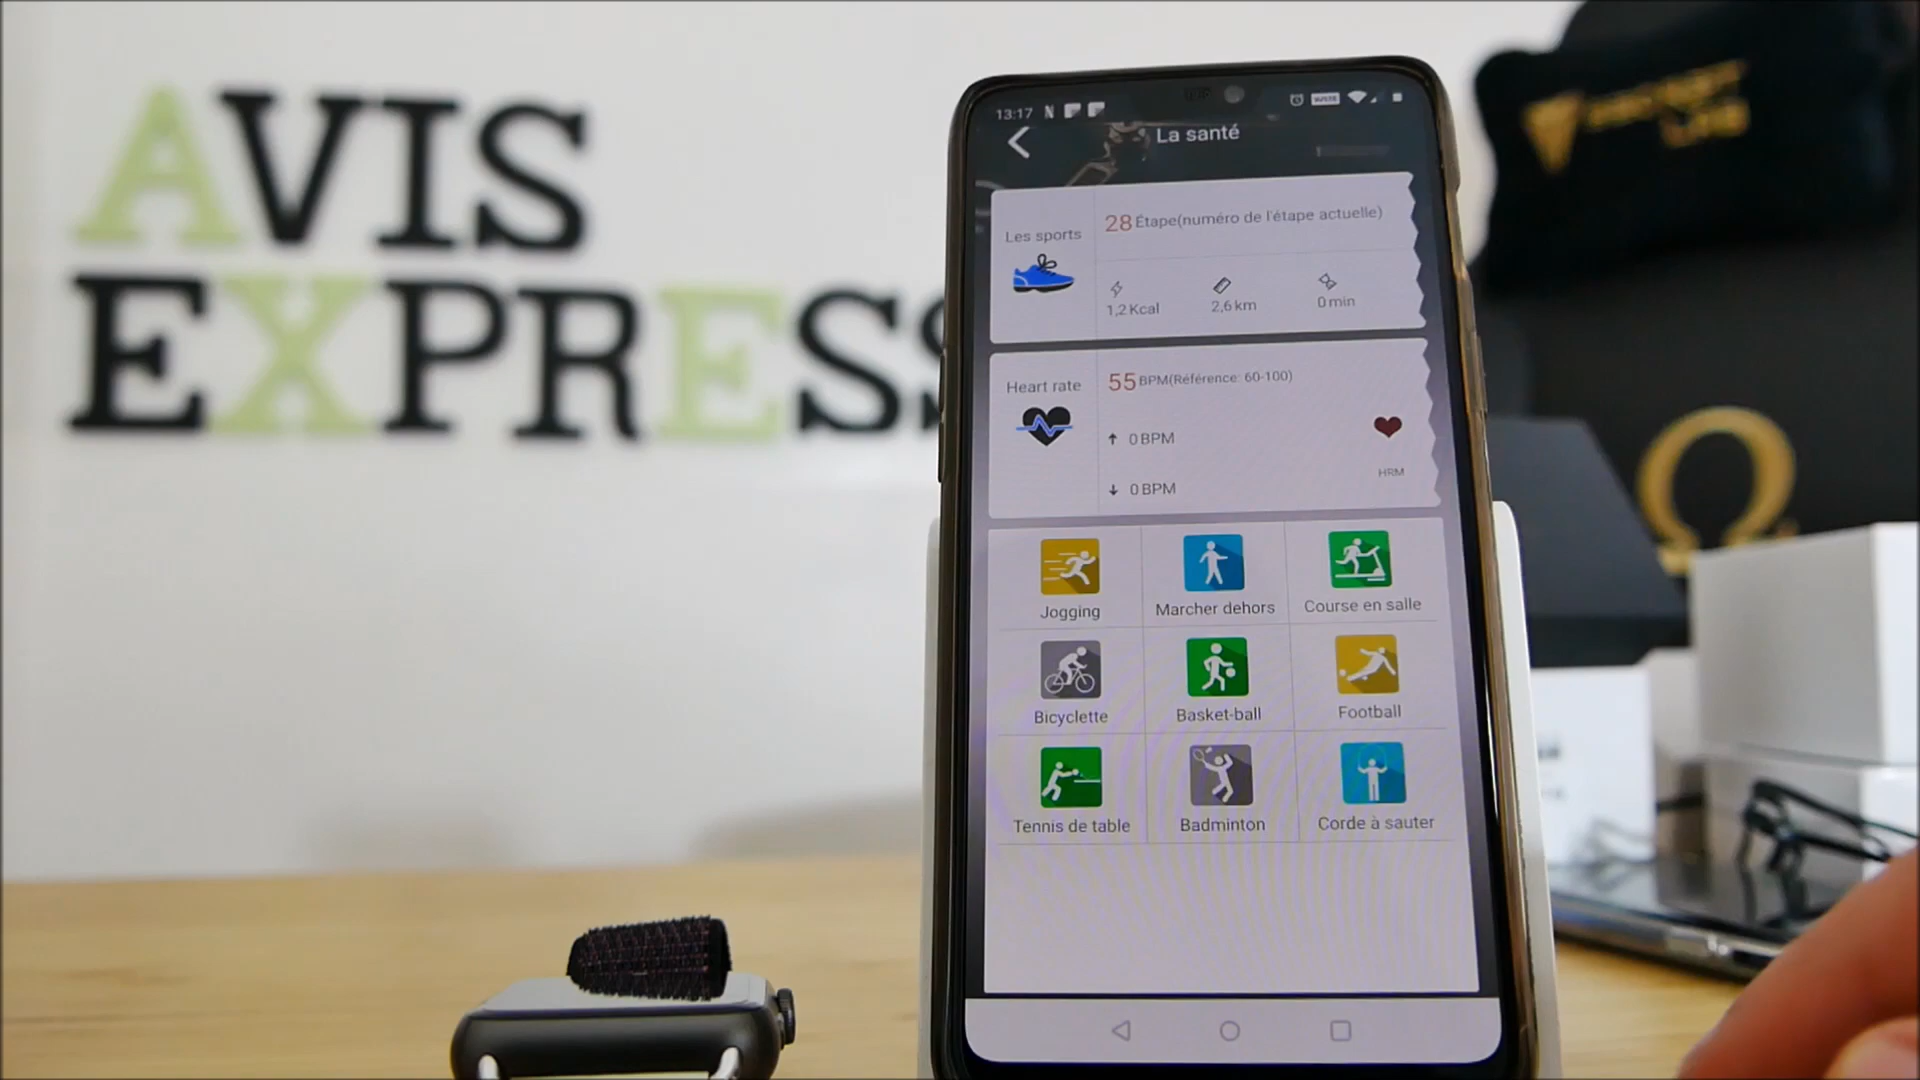 AVIS
EXPRESS
13:17
La santé
Les sports
28 Étape(numéro de l'étape actuelle)
1,2 Kcal
2,6 km
0 min
Heart rate
55 BPM(Référence: 60-100)
↑ 0 BPM
HRM
↓ 0 BPM
Jogging
Marcher dehors
Course en salle
Bicyclette
Basket-ball
Football
Tennis de table
Badminton
Corde à sauter